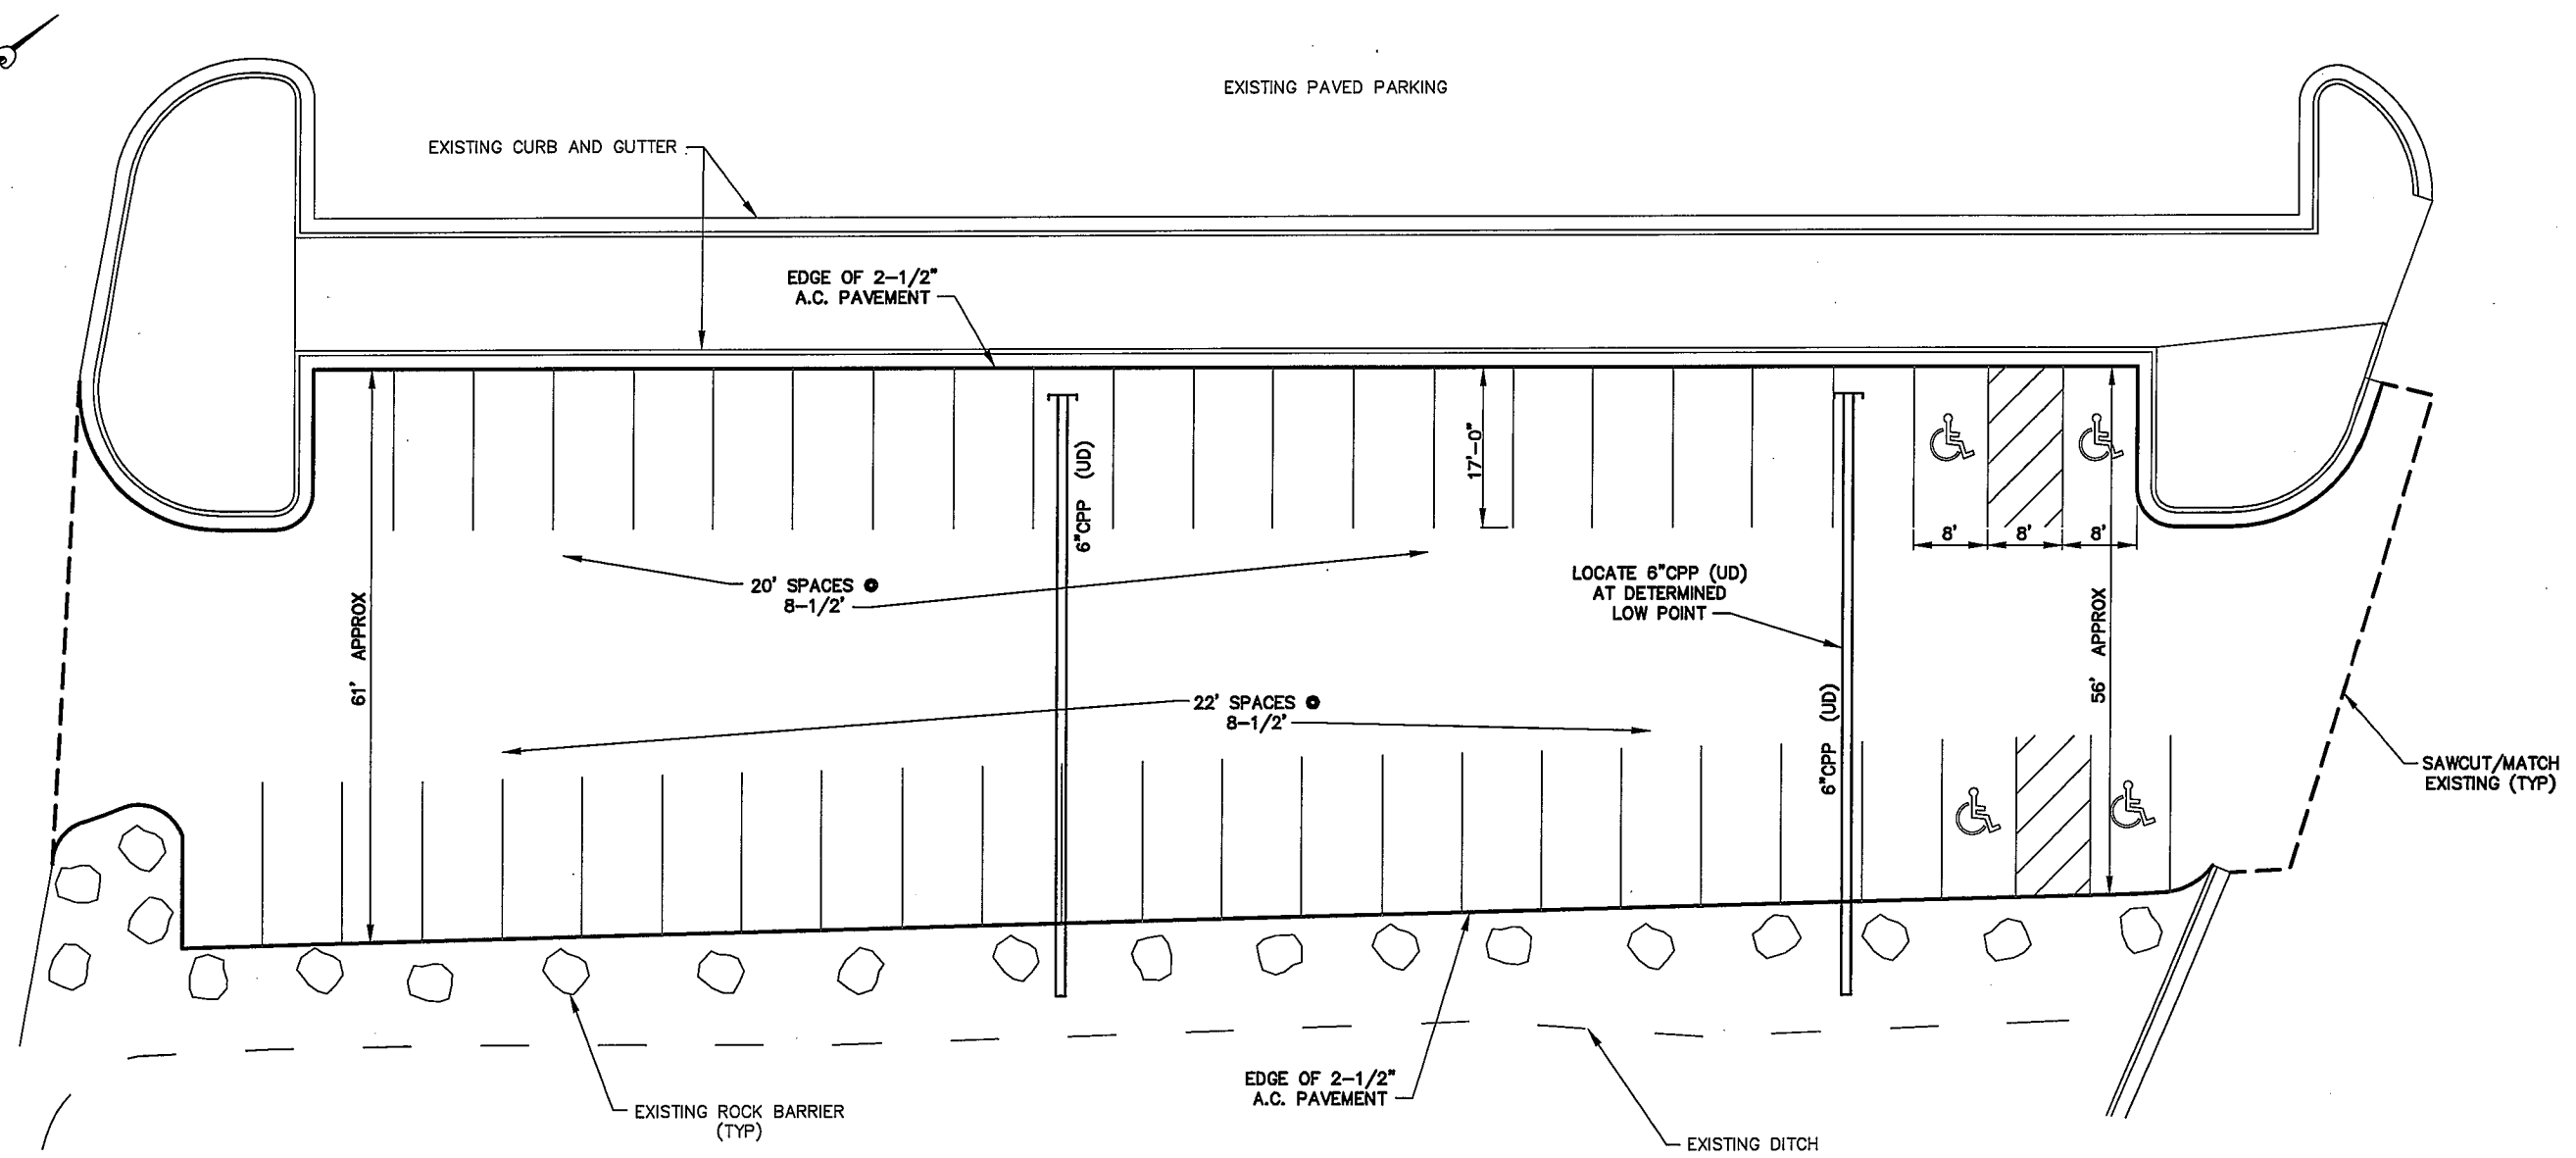 EXISTING PAVED PARKING
EXISTING CURB AND GUTTER
EDGE OF 2-1/2"
A.C. PAVEMENT
6"CPP (UD)
17'-0"
8'
8'
8'
20' SPACES @
8-1/2'
LOCATE 6"CPP (UD)
AT DETERMINED
LOW POINT
61' APPROX
56' APPROX
22' SPACES @
8-1/2'
6"CPP (UD)
SAWCUT/MATCH
EXISTING (TYP)
EDGE OF 2-1/2"
A.C. PAVEMENT
EXISTING ROCK BARRIER
(TYP)
EXISTING DITCH